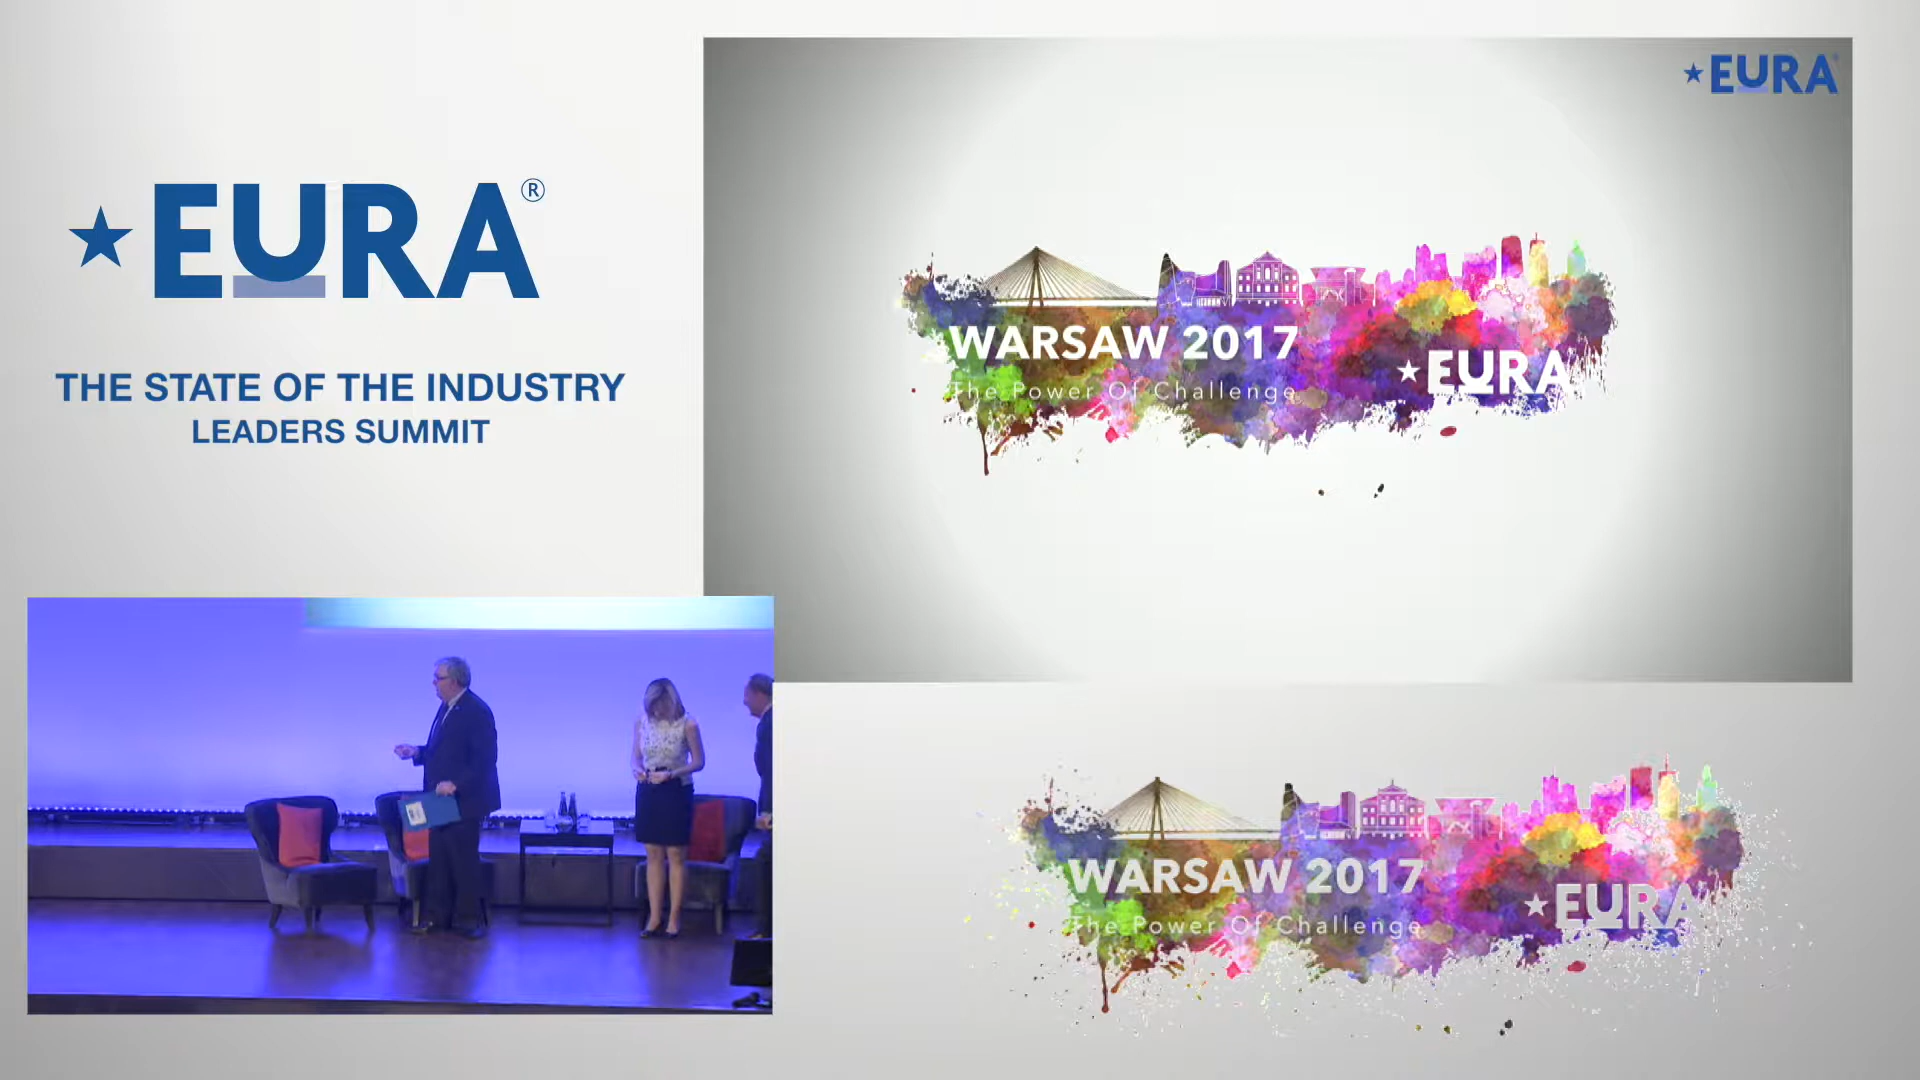 ★EURA®
THE STATE OF THE INDUSTRY
LEADERS SUMMIT
★EURA
WARSAW 2017
The Power Of Challenge
★EURA
WARSAW 2017
The Power Of Challenge
★EURA